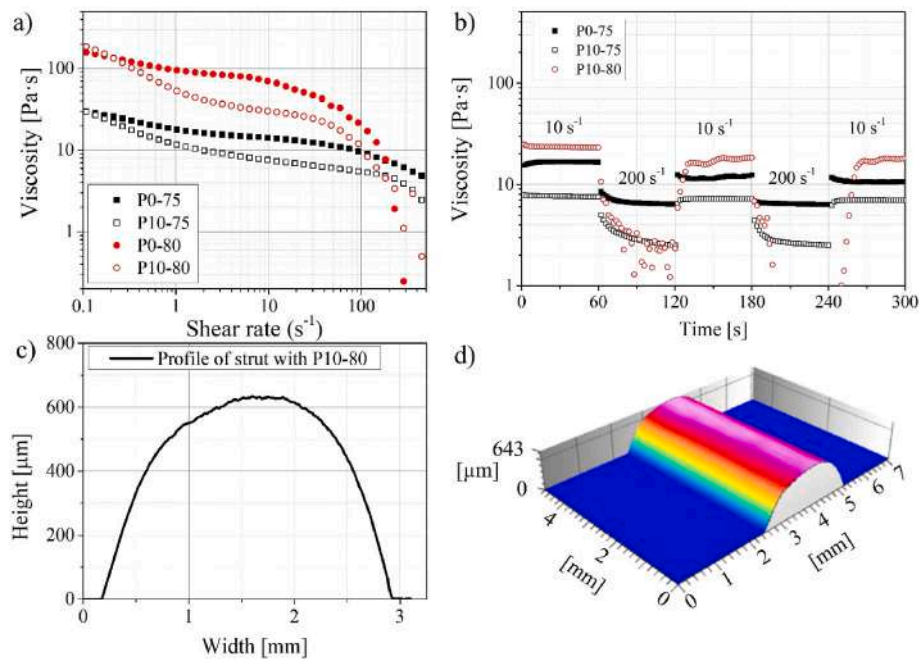 a)
Viscosity [Pa·s]
100
10
1
P0-75
P10-75
P0-80
P10-80
0.1 1 10 100
Shear rate (s-1)
b)
Viscosity [Pa·s]
100
10
1
P0-75
P10-75
P10-80
10 s-1 10 s-1 10 s-1
200 s-1 200 s-1
0 60 120 180 240 300
Time [s]
c)
Height [µm]
800
600
400
200
0
Profile of strut with P10-80
0 1 2 3
Width [mm]
d)
643
[µm]
0
4
2
0
[mm]
0 1 2 3 4 5 6 7
[mm]